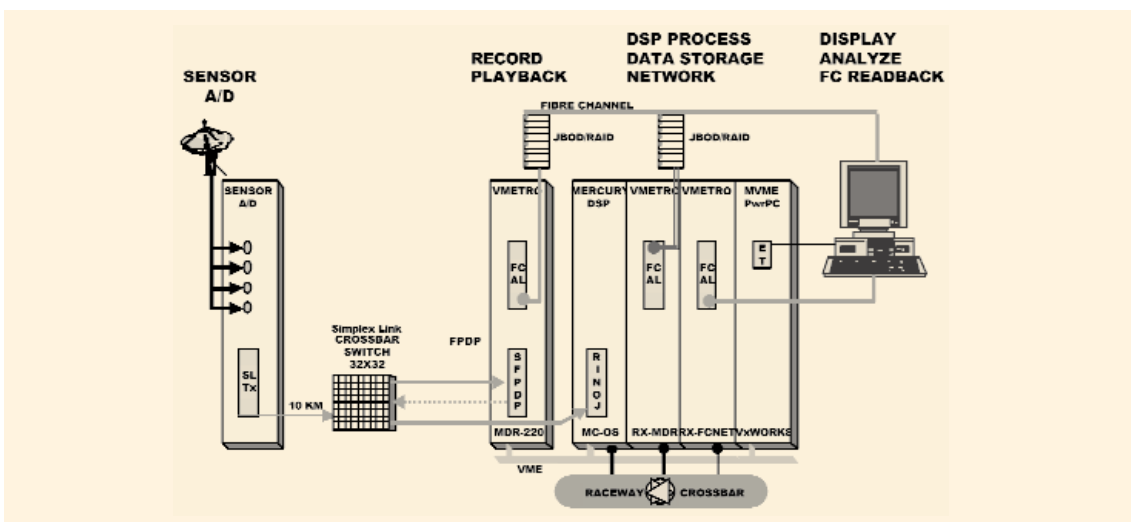 SENSOR
A/D
RECORD
PLAYBACK
DSP PROCESS
DATA STORAGE
NETWORK
DISPLAY
ANALYZE
FC READBACK
FIBRE CHANNEL
JBOD/RAID
JBOD/RAID
SENSOR
A/D
VMETRO
MERCURY
DSP
VMETRO
VMETRO
MVME
PwrPC
FC
AL
FC
AL
FC
AL
E
T
Simplex Link
CROSSBAR
SWITCH
32X32
FPDP
SL
Tx
10 KM
S
F
P
D
P
R
I
N
O
J
MDR-220
MC-OS
RX-MDR
RX-FCNET
VxWORKS
VME
RACEWAY
CROSSBAR